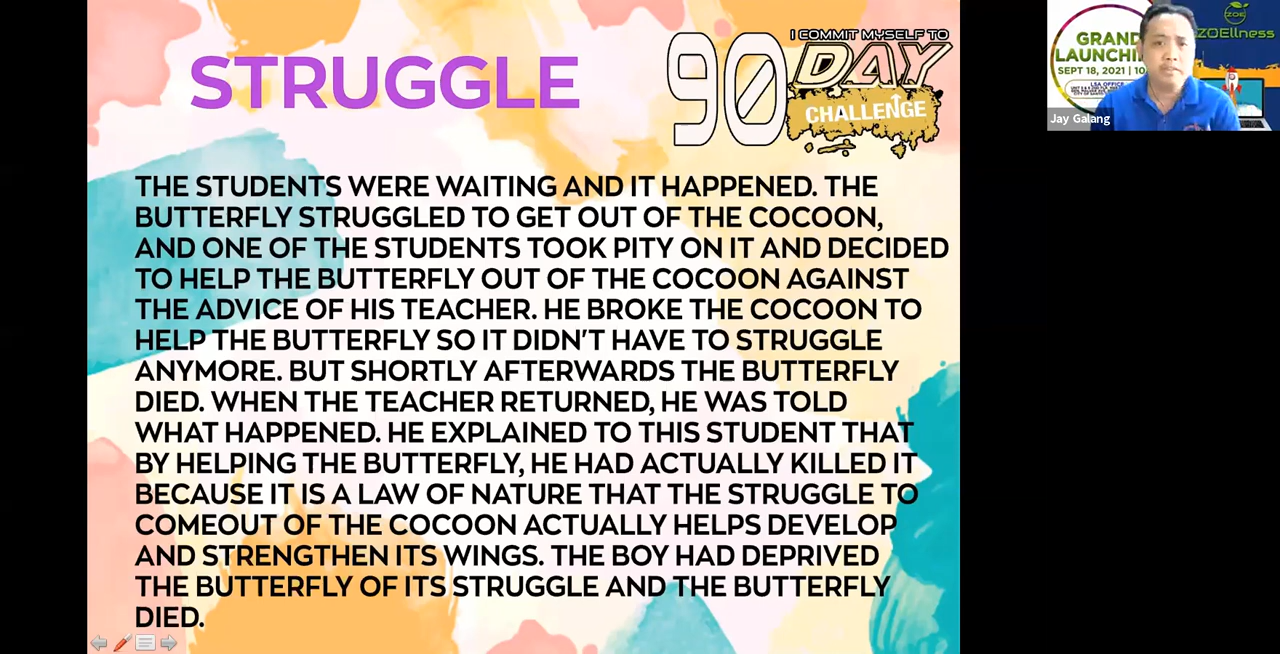 STRUGGLE
I COMMIT MYSELF TO
90 DAY
CHALLENGE
THE STUDENTS WERE WAITING AND IT HAPPENED. THE
BUTTERFLY STRUGGLED TO GET OUT OF THE COCOON,
AND ONE OF THE STUDENTS TOOK PITY ON IT AND DECIDED
TO HELP THE BUTTERFLY OUT OF THE COCOON AGAINST
THE ADVICE OF HIS TEACHER. HE BROKE THE COCOON TO
HELP THE BUTTERFLY SO IT DIDN'T HAVE TO STRUGGLE
ANYMORE. BUT SHORTLY AFTERWARDS THE BUTTERFLY
DIED. WHEN THE TEACHER RETURNED, HE WAS TOLD
WHAT HAPPENED. HE EXPLAINED TO THIS STUDENT THAT
BY HELPING THE BUTTERFLY, HE HAD ACTUALLY KILLED IT
BECAUSE IT IS A LAW OF NATURE THAT THE STRUGGLE TO
COMEOUT OF THE COCOON ACTUALLY HELPS DEVELOP
AND STRENGTHEN ITS WINGS. THE BOY HAD DEPRIVED
THE BUTTERFLY OF ITS STRUGGLE AND THE BUTTERFLY
DIED.
GRAND
SEPT 18, 2021 | 10
LSA OFFICE
ZOE
ZOEllness
Jay Galang